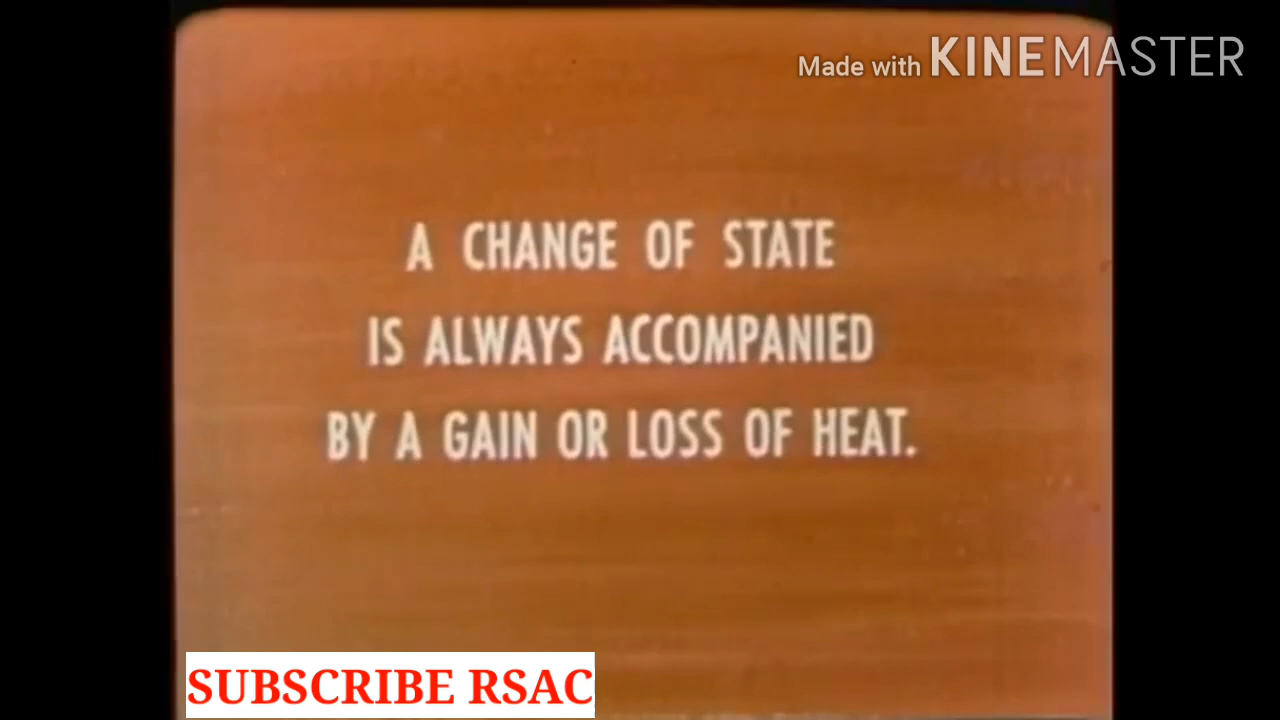 Made with KINEMASTER
A CHANGE OF STATE
IS ALWAYS ACCOMPANIED
BY A GAIN OR LOSS OF HEAT.
SUBSCRIBE RSAC